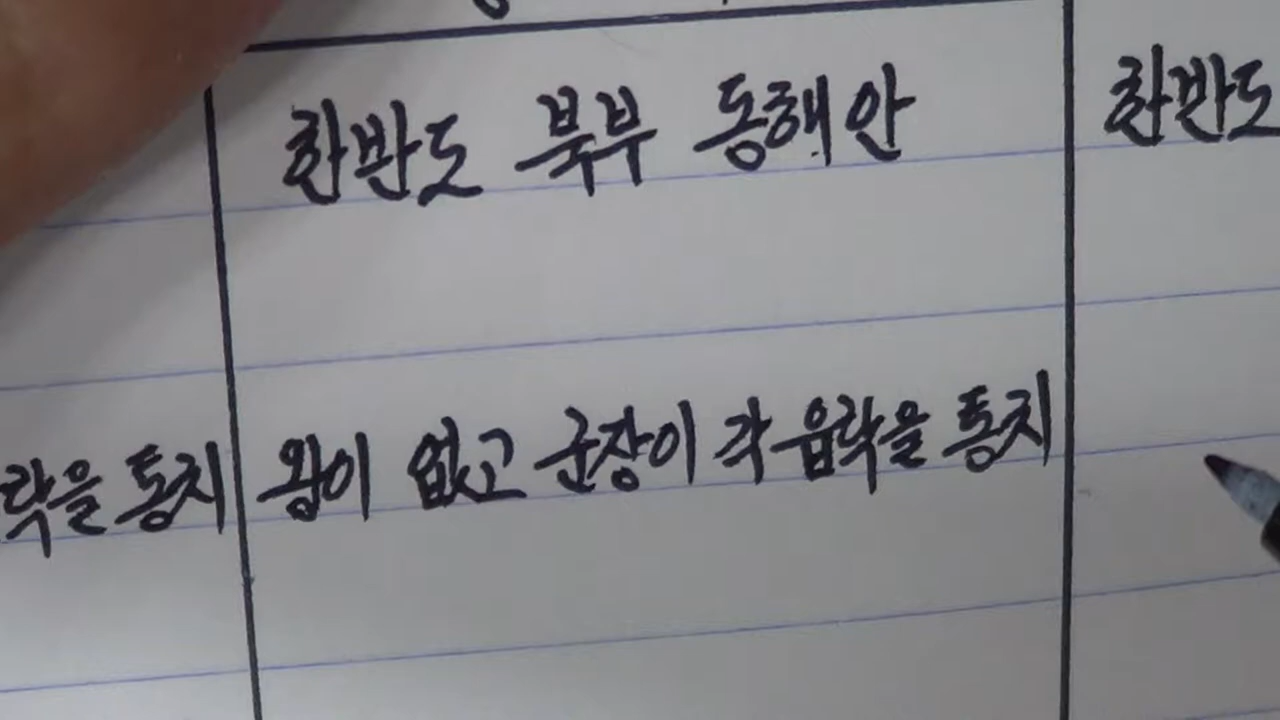 한반도 북부 동해안
한반도
락을 통치
왕이 없고 군장이 각 읍락을 통치